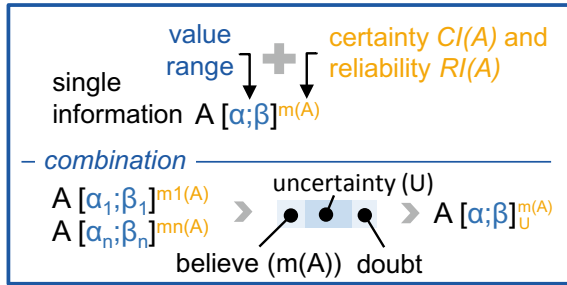 value range
certainty CI(A) and reliability RI(A)
single information A [α;β]^m(A)
combination
A [α₁;β₁]^m1(A)
A [αₙ;βₙ]^mn(A)
uncertainty (U)
believe (m(A)) doubt
A [α;β]_U^m(A)